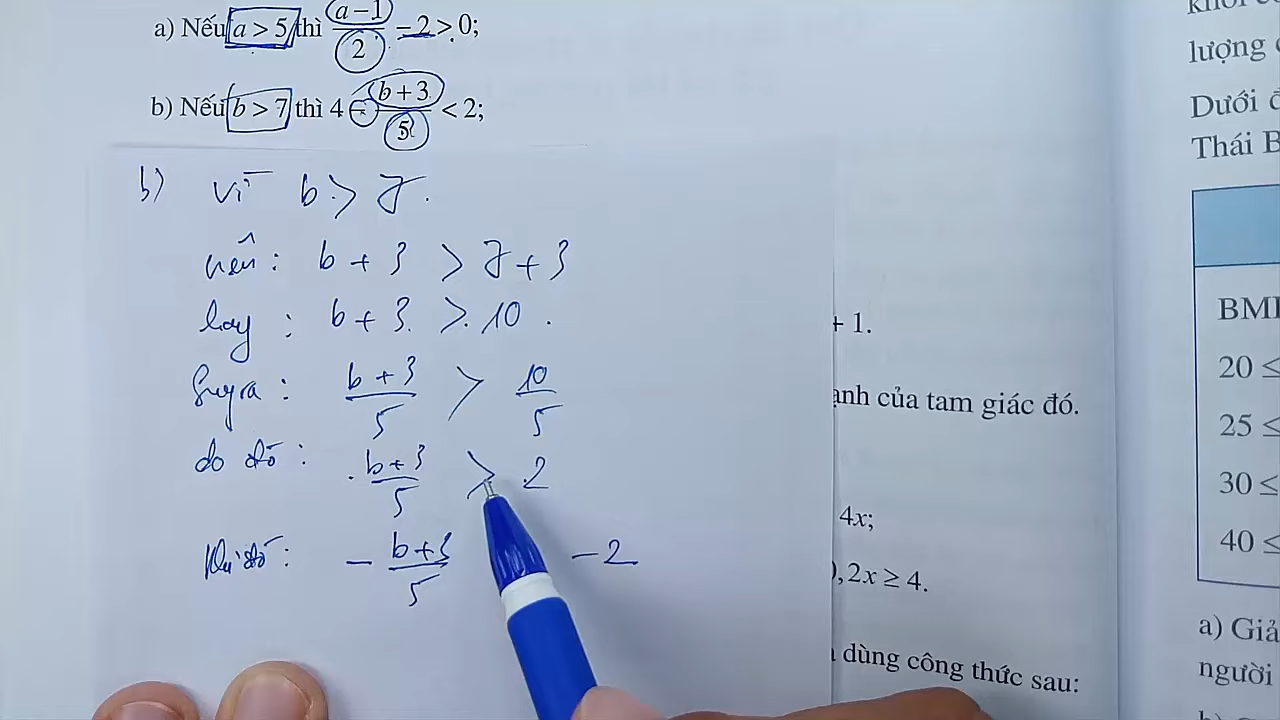 a) Nếu a > 5 thì (a − 1)/2 − 2 > 0;
b) Nếu b > 7 thì 4 − (b + 3)/5 < 2;
b) Vì b > 7.
nên: b + 3 > 7 + 3
hay: b + 3 > 10.
Suy ra: (b + 3)/5 > 10/5
do đó: (b + 3)/5 > 2
Khi đó: − (b + 3)/5 − 2
+ 1.
ạnh của tam giác đó.
4x;
),2x ≥ 4.
dùng công thức sau:
lượng
Dưới
Thái B
BMI
20 ≤
25 ≤
30 ≤
40 ≤
a) Giả
người